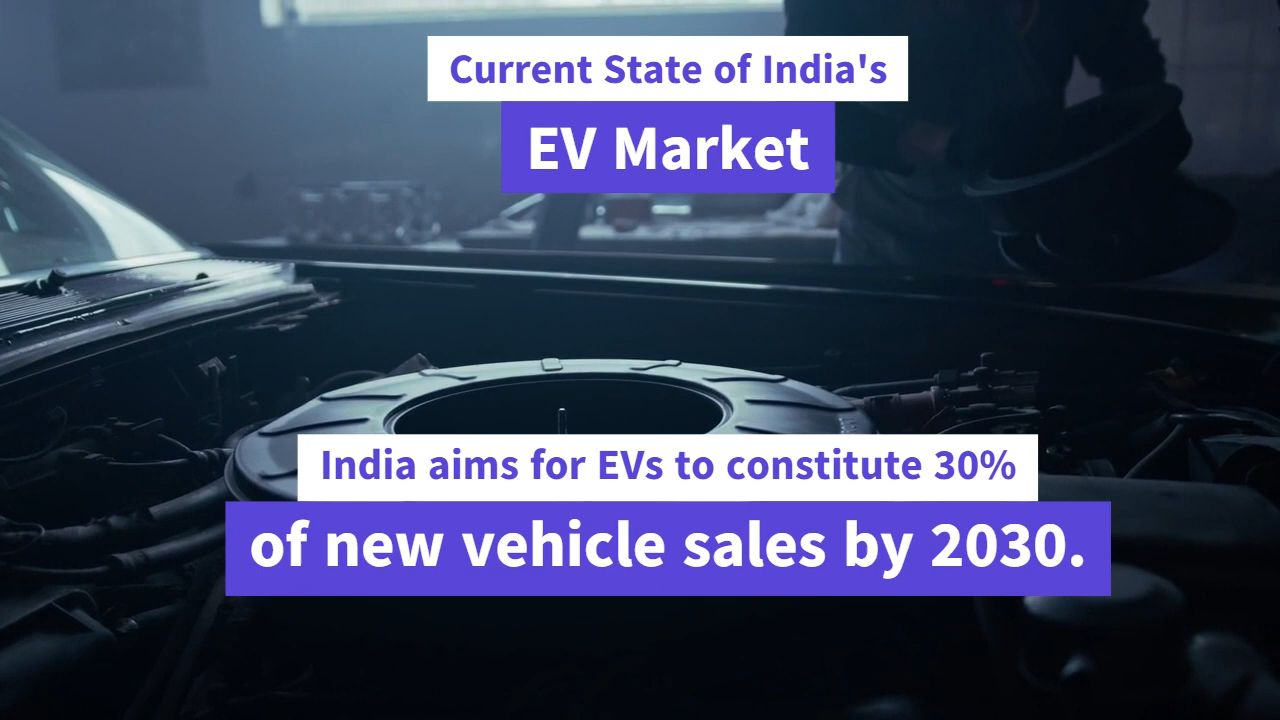 Current State of India's
EV Market
India aims for EVs to constitute 30%
of new vehicle sales by 2030.